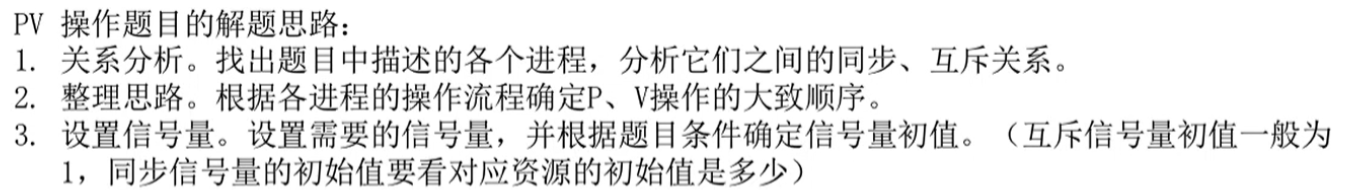 PV 操作题目的解题思路：
1. 关系分析。找出题目中描述的各个进程，分析它们之间的同步、互斥关系。
2. 整理思路。根据各进程的操作流程确定P、V操作的大致顺序。
3. 设置信号量。设置需要的信号量，并根据题目条件确定信号量初值。（互斥信号量初值一般为
1，同步信号量的初始值要看对应资源的初始值是多少）